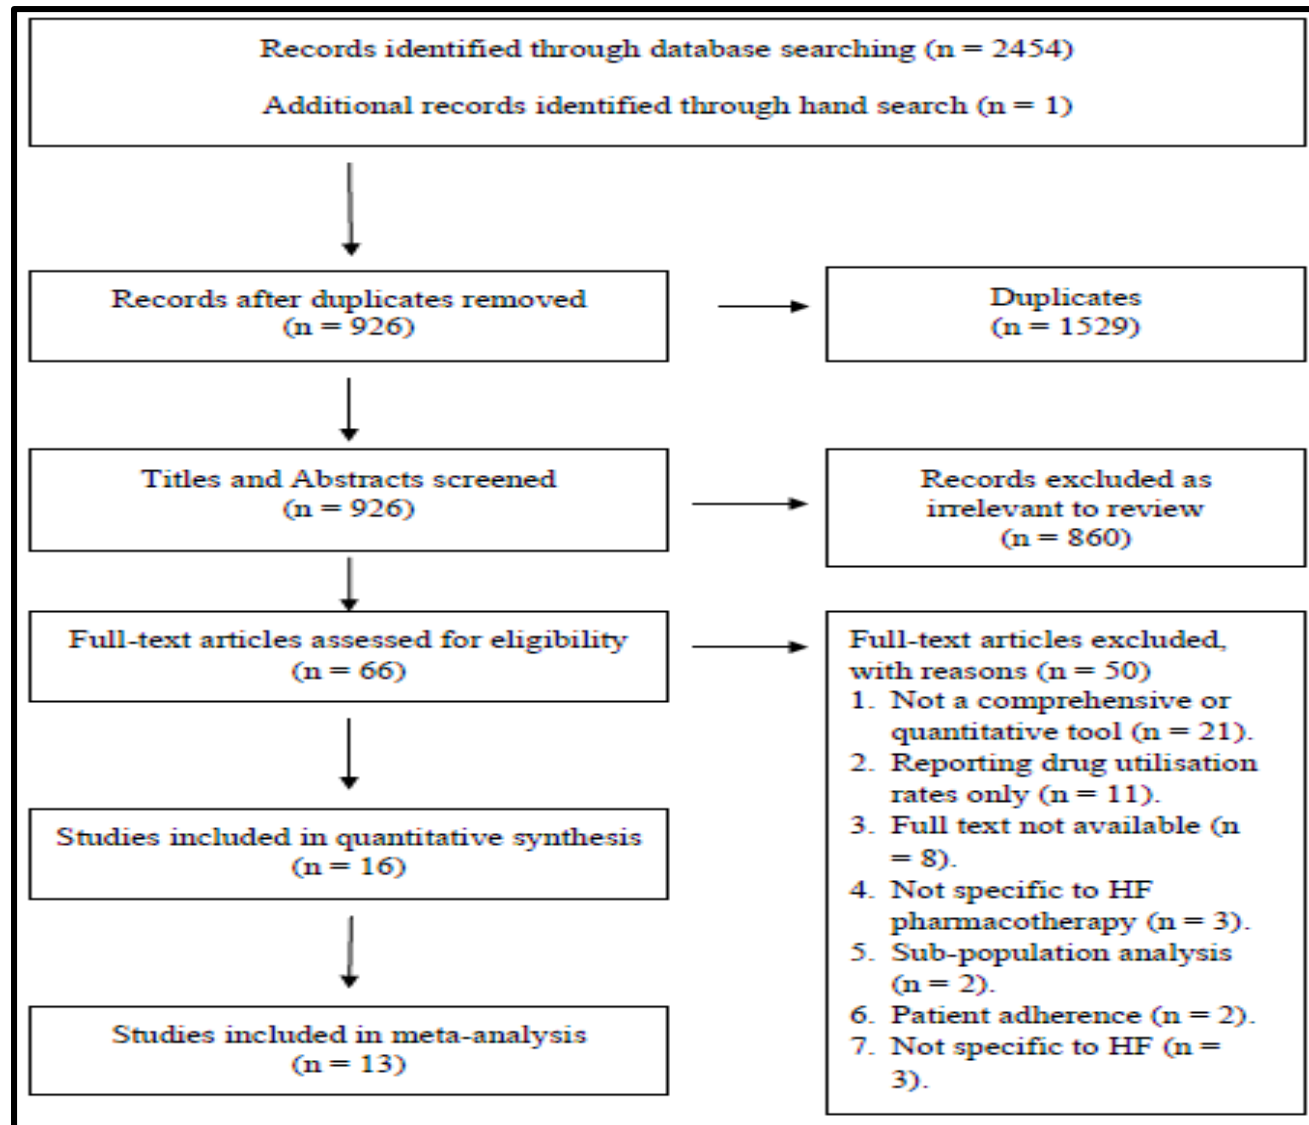 Records identified through database searching (n = 2454)
Additional records identified through hand search (n = 1)
Records after duplicates removed
(n = 926)
Duplicates
(n = 1529)
Titles and Abstracts screened
(n = 926)
Records excluded as
irrelevant to review
(n = 860)
Full-text articles assessed for eligibility
(n = 66)
Full-text articles excluded,
with reasons (n = 50)
1. Not a comprehensive or
quantitative tool (n = 21).
2. Reporting drug utilisation
rates only (n = 11).
3. Full text not available (n
= 8).
4. Not specific to HF
pharmacotherapy (n = 3).
5. Sub-population analysis
(n = 2).
6. Patient adherence (n = 2).
7. Not specific to HF (n =
3).
Studies included in quantitative synthesis
(n = 16)
Studies included in meta-analysis
(n = 13)